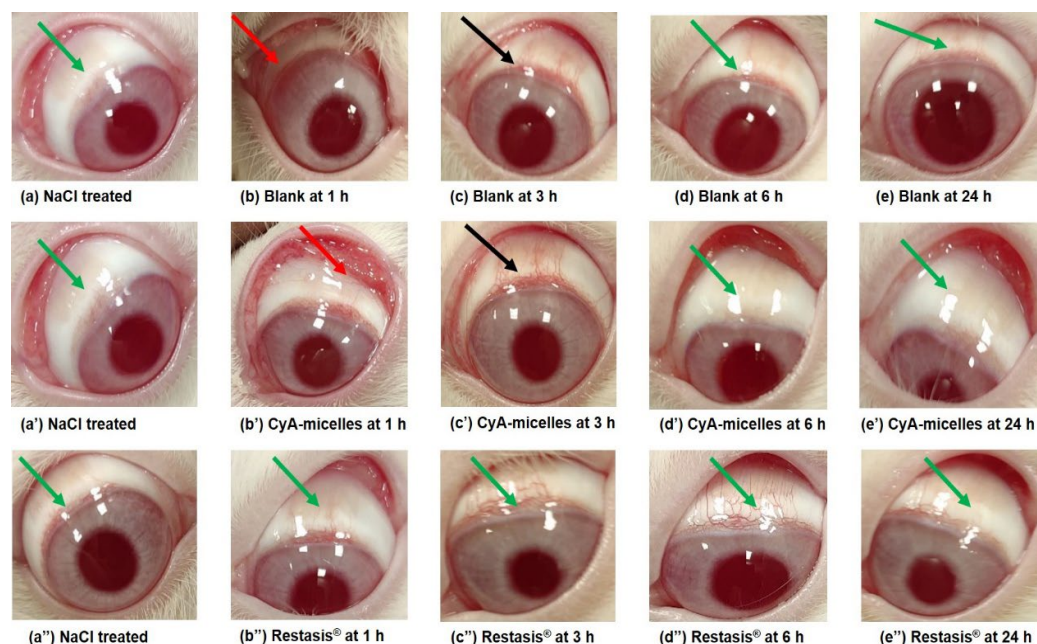 (a) NaCl treated
(b) Blank at 1 h
(c) Blank at 3 h
(d) Blank at 6 h
(e) Blank at 24 h
(a') NaCl treated
(b') CyA-micelles at 1 h
(c') CyA-micelles at 3 h
(d') CyA-micelles at 6 h
(e') CyA-micelles at 24 h
(a") NaCl treated
(b") Restasis® at 1 h
(c") Restasis® at 3 h
(d") Restasis® at 6 h
(e") Restasis® at 24 h